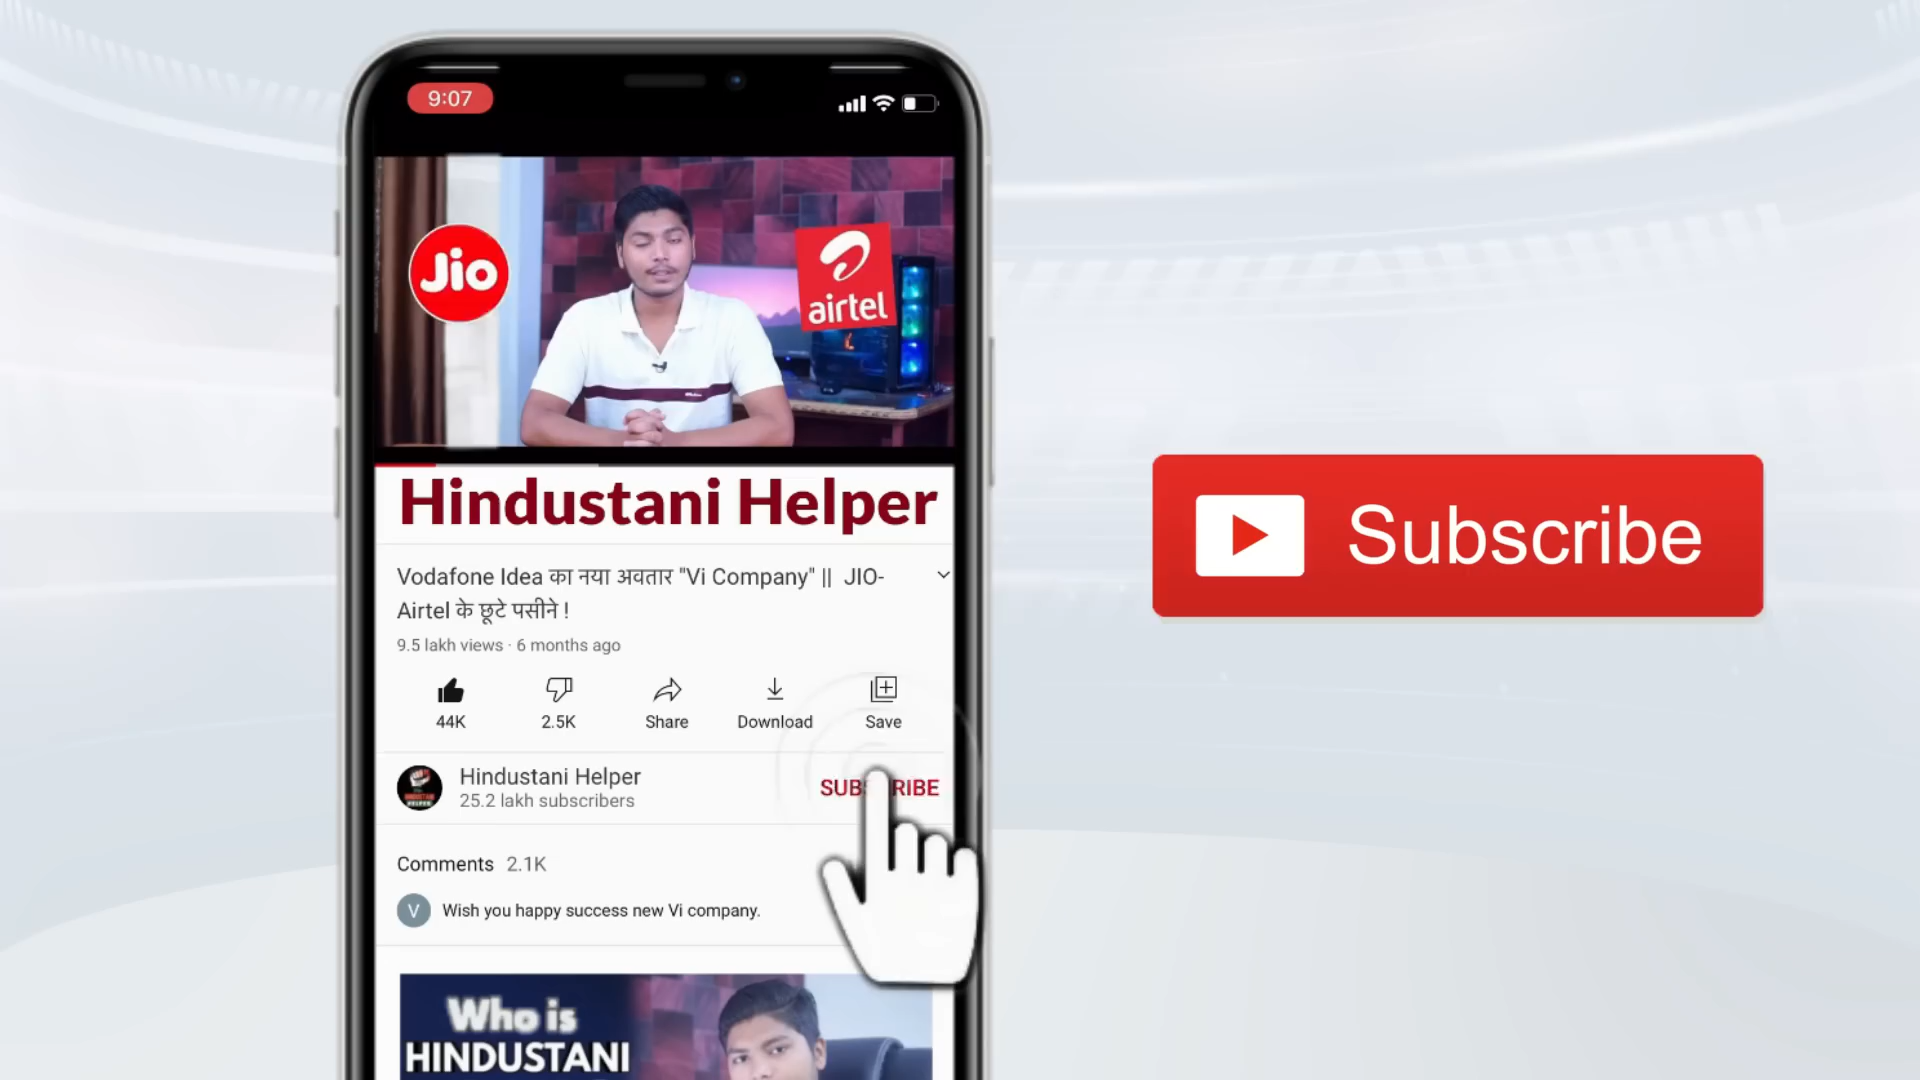 9:07
Jio
airtel
Hindustani Helper
Vodafone Idea का नया अवतार "Vi Company" || JIO-
Airtel के छूटे पसीने !
9.5 lakh views · 6 months ago
44K
2.5K
Share
Download
Save
Hindustani Helper
25.2 lakh subscribers
Comments 2.1K
V
Wish you happy success new Vi company.
Who is
HINDUSTANI
Subscribe